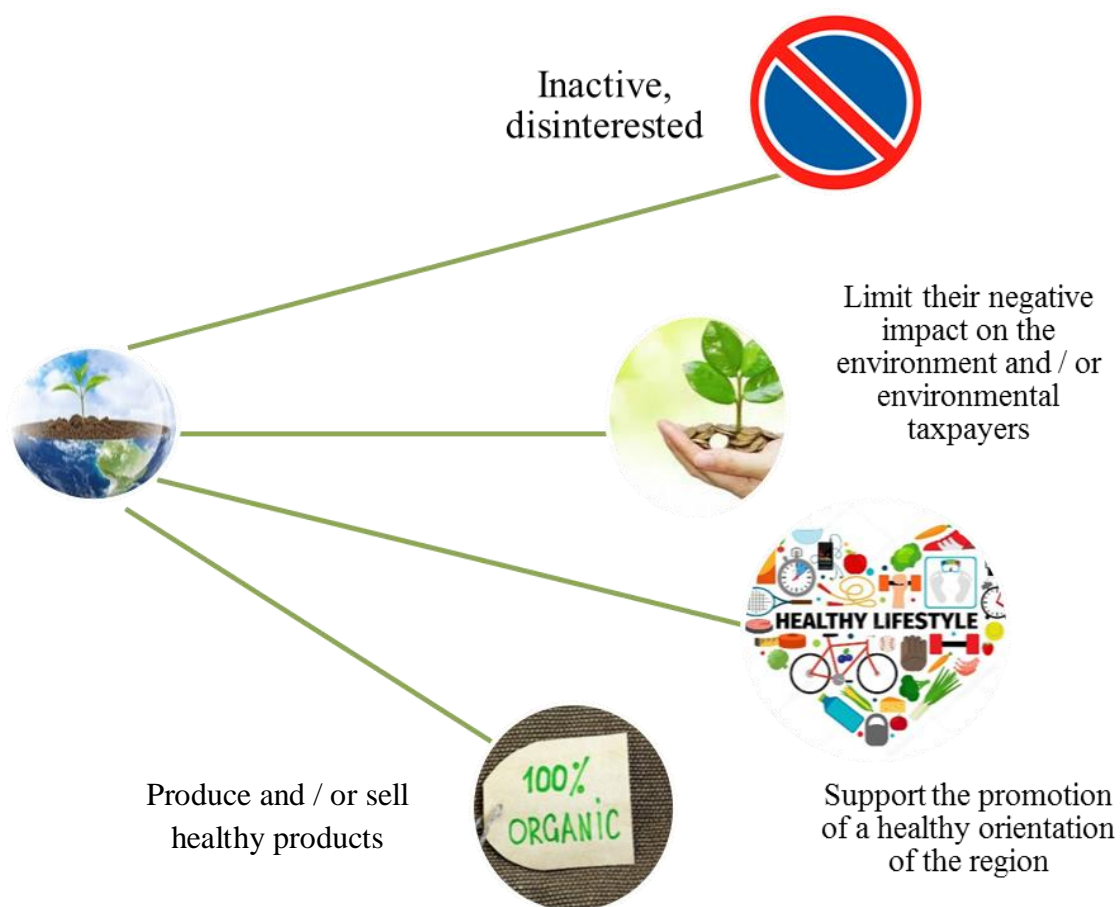 Inactive,
disinterested
Limit their negative
impact on the
environment and / or
environmental
taxpayers
HEALTHY LIFESTYLE
100%
ORGANIC
Produce and / or sell
healthy products
Support the promotion
of a healthy orientation
of the region